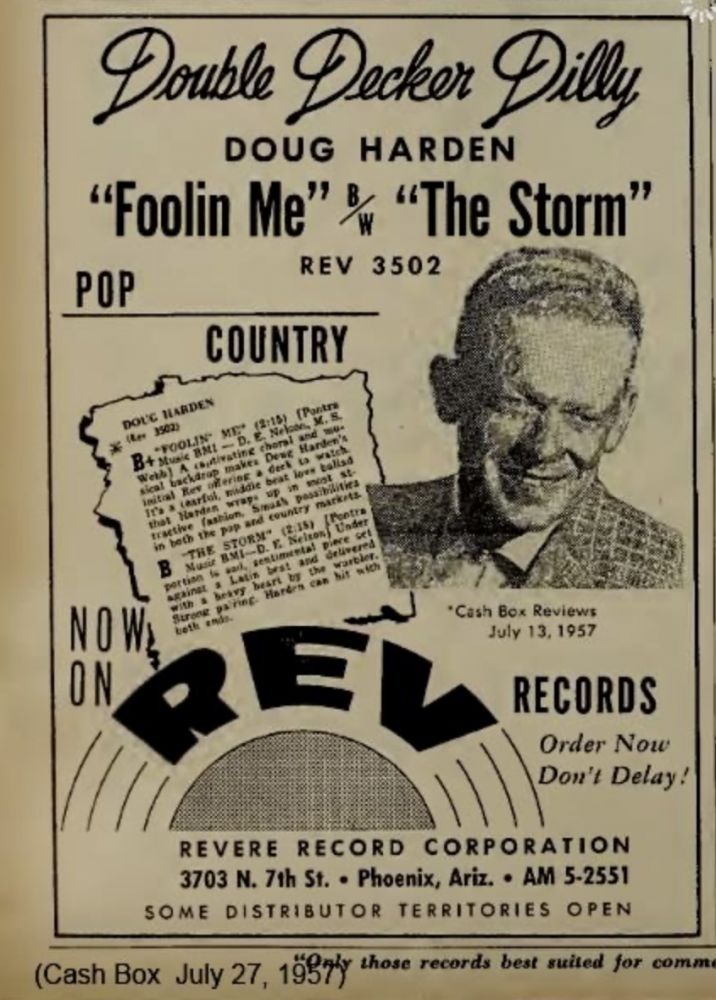 Double Decker Dilly
DOUG HARDEN
"Foolin Me" B/W "The Storm"
REV 3502
POP
COUNTRY
DOUG HARDEN
(Rev 3502)
B+ "FOOLIN' ME" (2:15) [Pontra
Music BMI — D. E. Nelson, M. S.
Webb] A captivating choral and mu-
sical backdrop makes Doug Harden's
initial Rev offering a deck to watch.
It's a tearful, middle beat love ballad
that Harden wraps up in most at-
tractive fashion. Smash possibilities
in both the pop and country markets.
B "THE STORM" (2:18) [Pontra
Music BMI—D. E. Nelson] Under
portion is a sentimental piece set
against a Latin beat and delivered
with a heavy heart by the warbler.
Strong pairing. Harden can hit with
both ends.
*Cash Box Reviews
July 13, 1957
NOW
ON
REV
RECORDS
Order Now
Don't Delay!
REVERE RECORD CORPORATION
3703 N. 7th St. • Phoenix, Ariz. • AM 5-2551
SOME DISTRIBUTOR TERRITORIES OPEN
"Only those records best suited for comme
(Cash Box July 27, 1957)